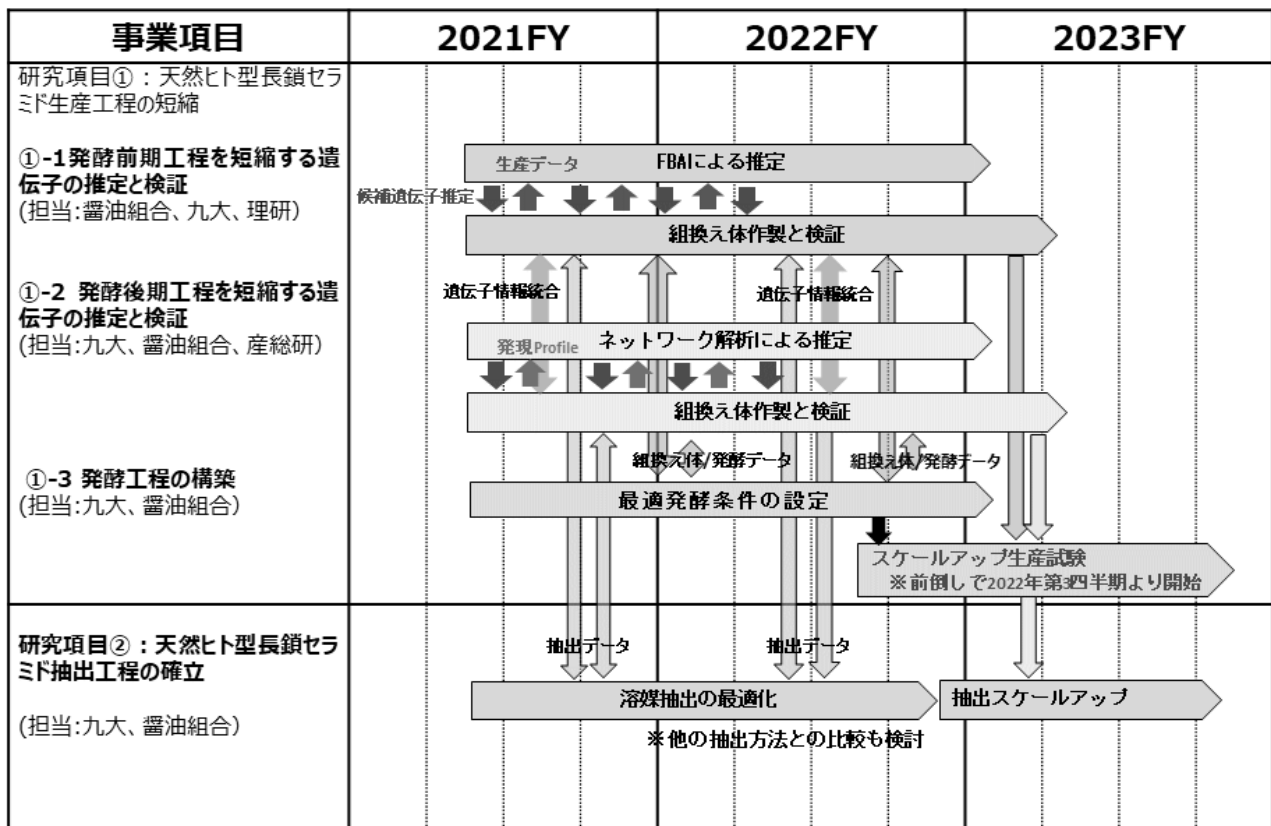 事業項目
2021FY
2022FY
2023FY
研究項目①：天然ヒト型長鎖セラ
ミド生産工程の短縮
①-1発酵前期工程を短縮する遺
伝子の推定と検証
(担当:醤油組合、九大、理研)
生産データ
FBAIによる推定
候補遺伝子推定
組換え体作製と検証
①-2 発酵後期工程を短縮する遺
伝子の推定と検証
(担当:九大、醤油組合、産総研)
遺伝子情報統合
遺伝子情報統合
発現Profile
ネットワーク解析による推定
組換え体作製と検証
①-3 発酵工程の構築
(担当:九大、醤油組合)
組換え体/発酵データ
組換え体/発酵データ
最適発酵条件の設定
スケールアップ生産試験
※前倒しで2022年第3四半期より開始
研究項目②：天然ヒト型長鎖セラ
ミド抽出工程の確立
(担当:九大、醤油組合)
抽出データ
抽出データ
溶媒抽出の最適化
抽出スケールアップ
※他の抽出方法との比較も検討